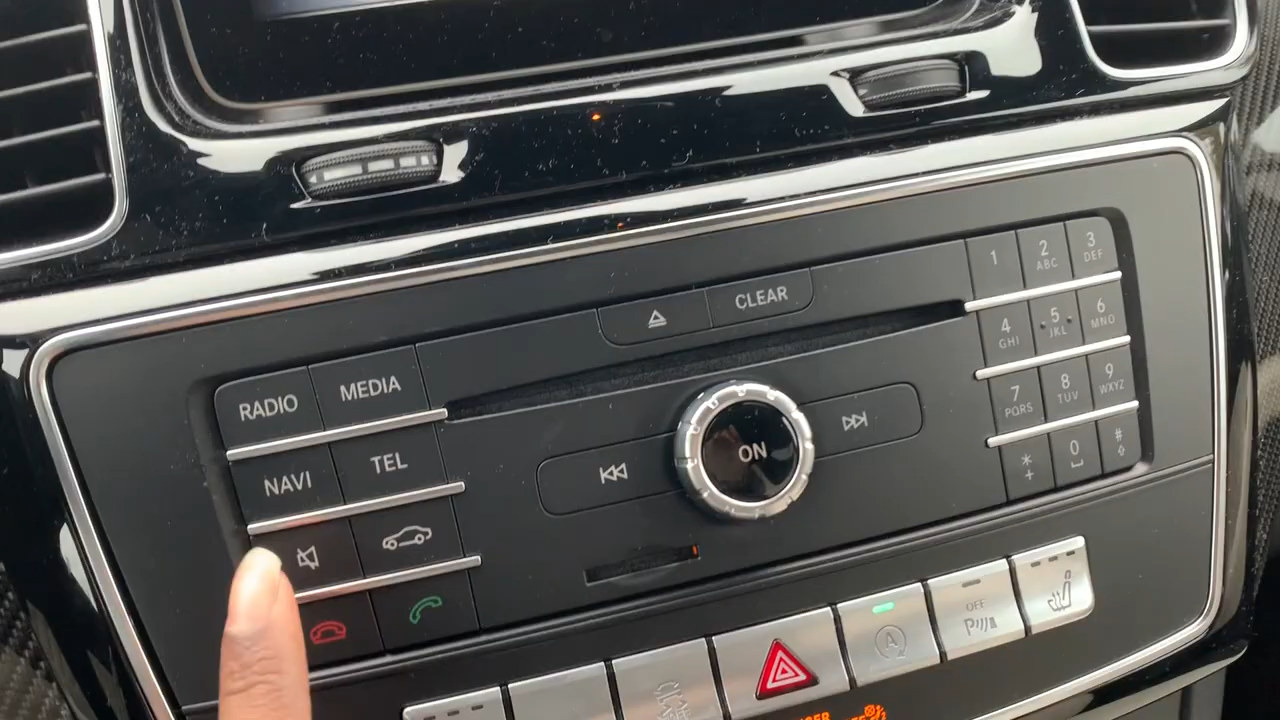 1
2
ABC
3
DEF
CLEAR
4
GHI
5
JKL
6
MNO
RADIO
MEDIA
7
PQRS
8
TUV
9
WXYZ
NAVI
TEL
ON
*
+
0
#
A
OFF
P